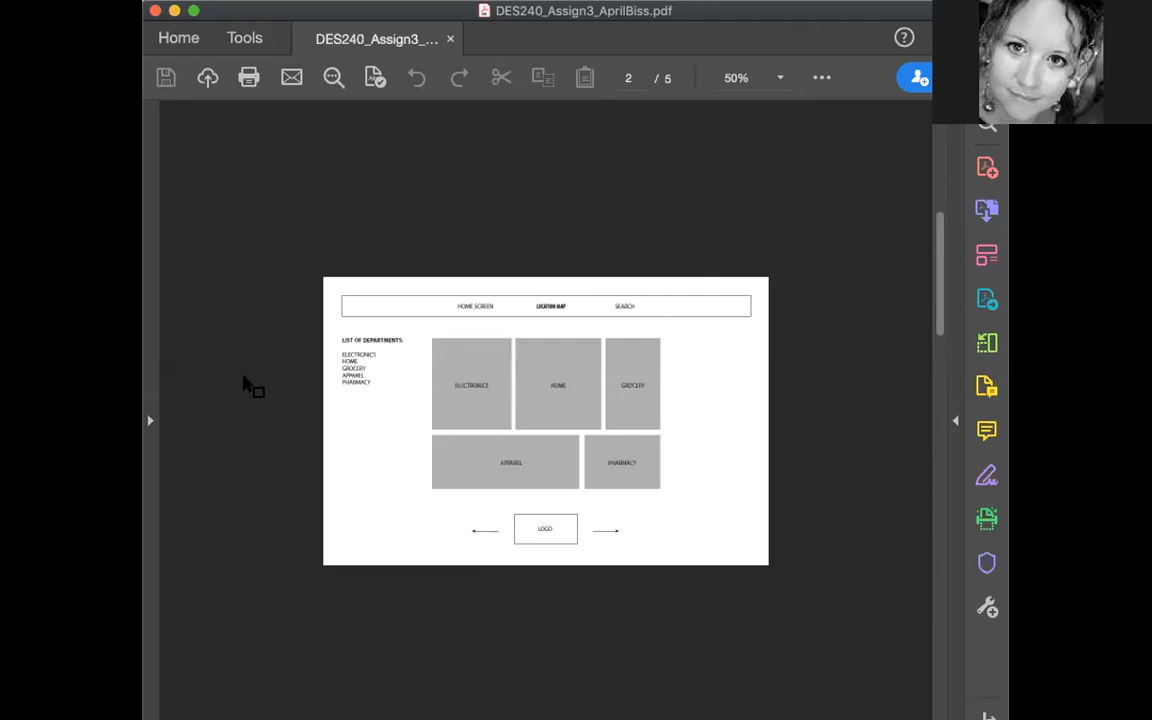 DES240_Assign3_AprilBiss.pdf
Home Tools DES240_Assign3_... ×
2 / 5 50%
HOME SCREEN LOCATION MAP SEARCH
LIST OF DEPARTMENTS:
ELECTRONICS
HOME
GROCERY
APPAREL
PHARMACY
ELECTRONICS HOME GROCERY
APPAREL PHARMACY
LOGO